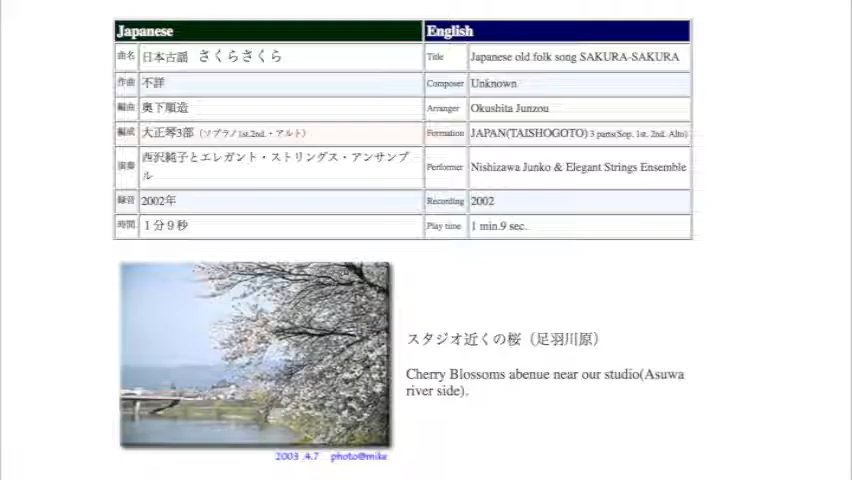 Japanese English
曲名 日本古謡 さくらさくら Title Japanese old folk song SAKURA-SAKURA
作曲 不詳 Composer Unknown
編曲 奥下順造 Arranger Okushita Junzou
編成 大正琴3部（ソプラノ1st.2nd.・アルト） Formation JAPAN(TAISHOGOTO) 3 parts(Sop. 1st. 2nd. Alto)
演奏 西沢純子とエレガント・ストリングス・アンサンブ
ル Performer Nishizawa Junko & Elegant Strings Ensemble
録音 2002年 Recording 2002
時間 1分9秒 Play time 1 min.9 sec.
スタジオ近くの桜（足羽川原）
Cherry Blossoms abenue near our studio(Asuwa
river side).
2003 .4.7 photo@mike